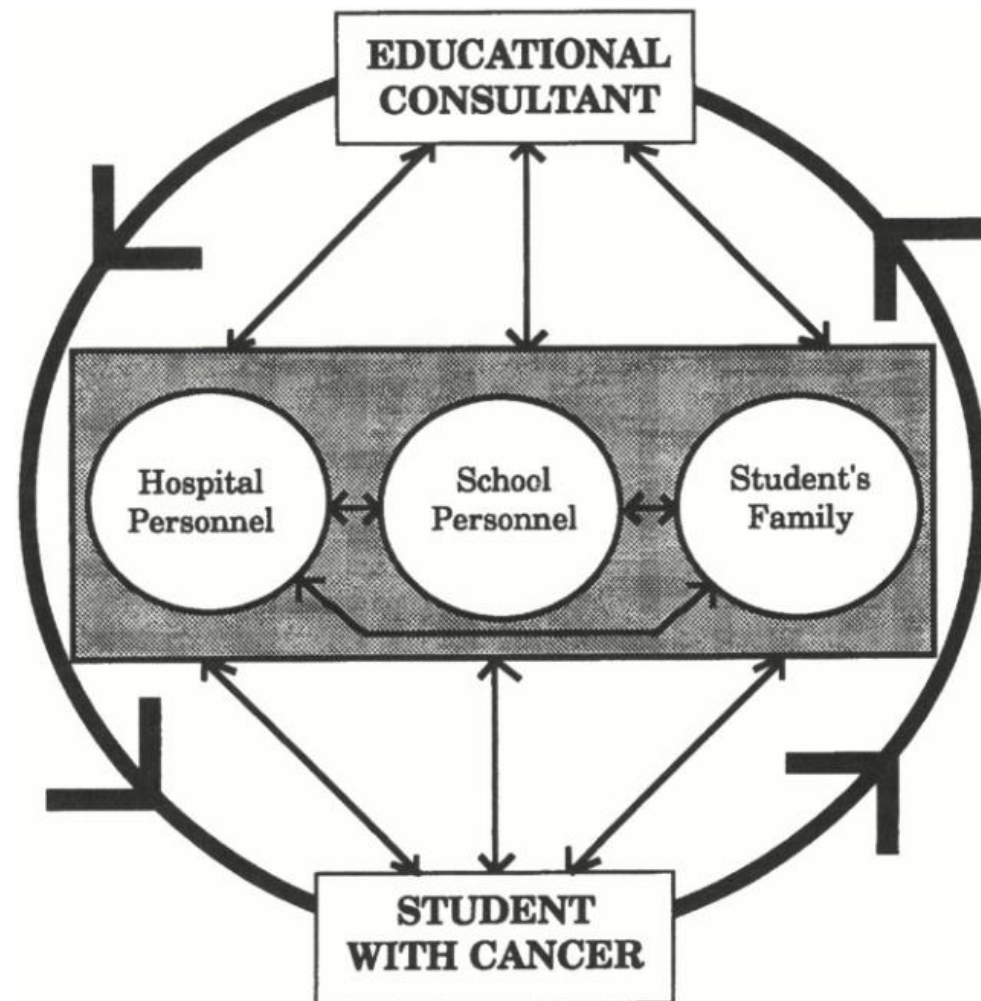 EDUCATIONAL
CONSULTANT
Hospital
Personnel
School
Personnel
Student's
Family
STUDENT
WITH CANCER